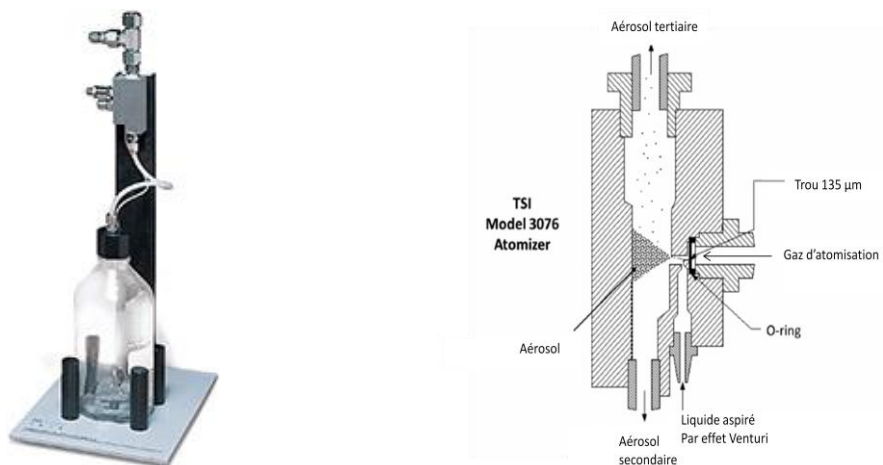 Aérosol tertiaire
TSI
Model 3076
Atomizer
Trou 135 µm
Gaz d'atomisation
O-ring
Aérosol
Liquide aspiré
Par effet Venturi
Aérosol
secondaire